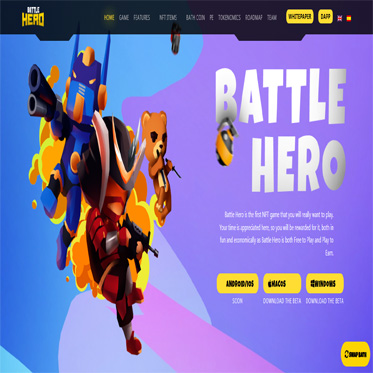 BATTLE
HERO
HOME GAME FEATURES NFT ITEMS BATH COIN PE TOKENOMICS ROADMAP TEAM WHITEPAPER DAPP
BATTLE
HERO
Battle Hero is the first NFT game that you will really want to play.
Your time is appreciated here, so you will be rewarded for it, both in
fun and economically as Battle Hero is both Free to Play and Play to
Earn.
ANDROID/IOS MACOS WINDOWS
SOON DOWNLOAD THE BETA DOWNLOAD THE BETA
SWAP BATH